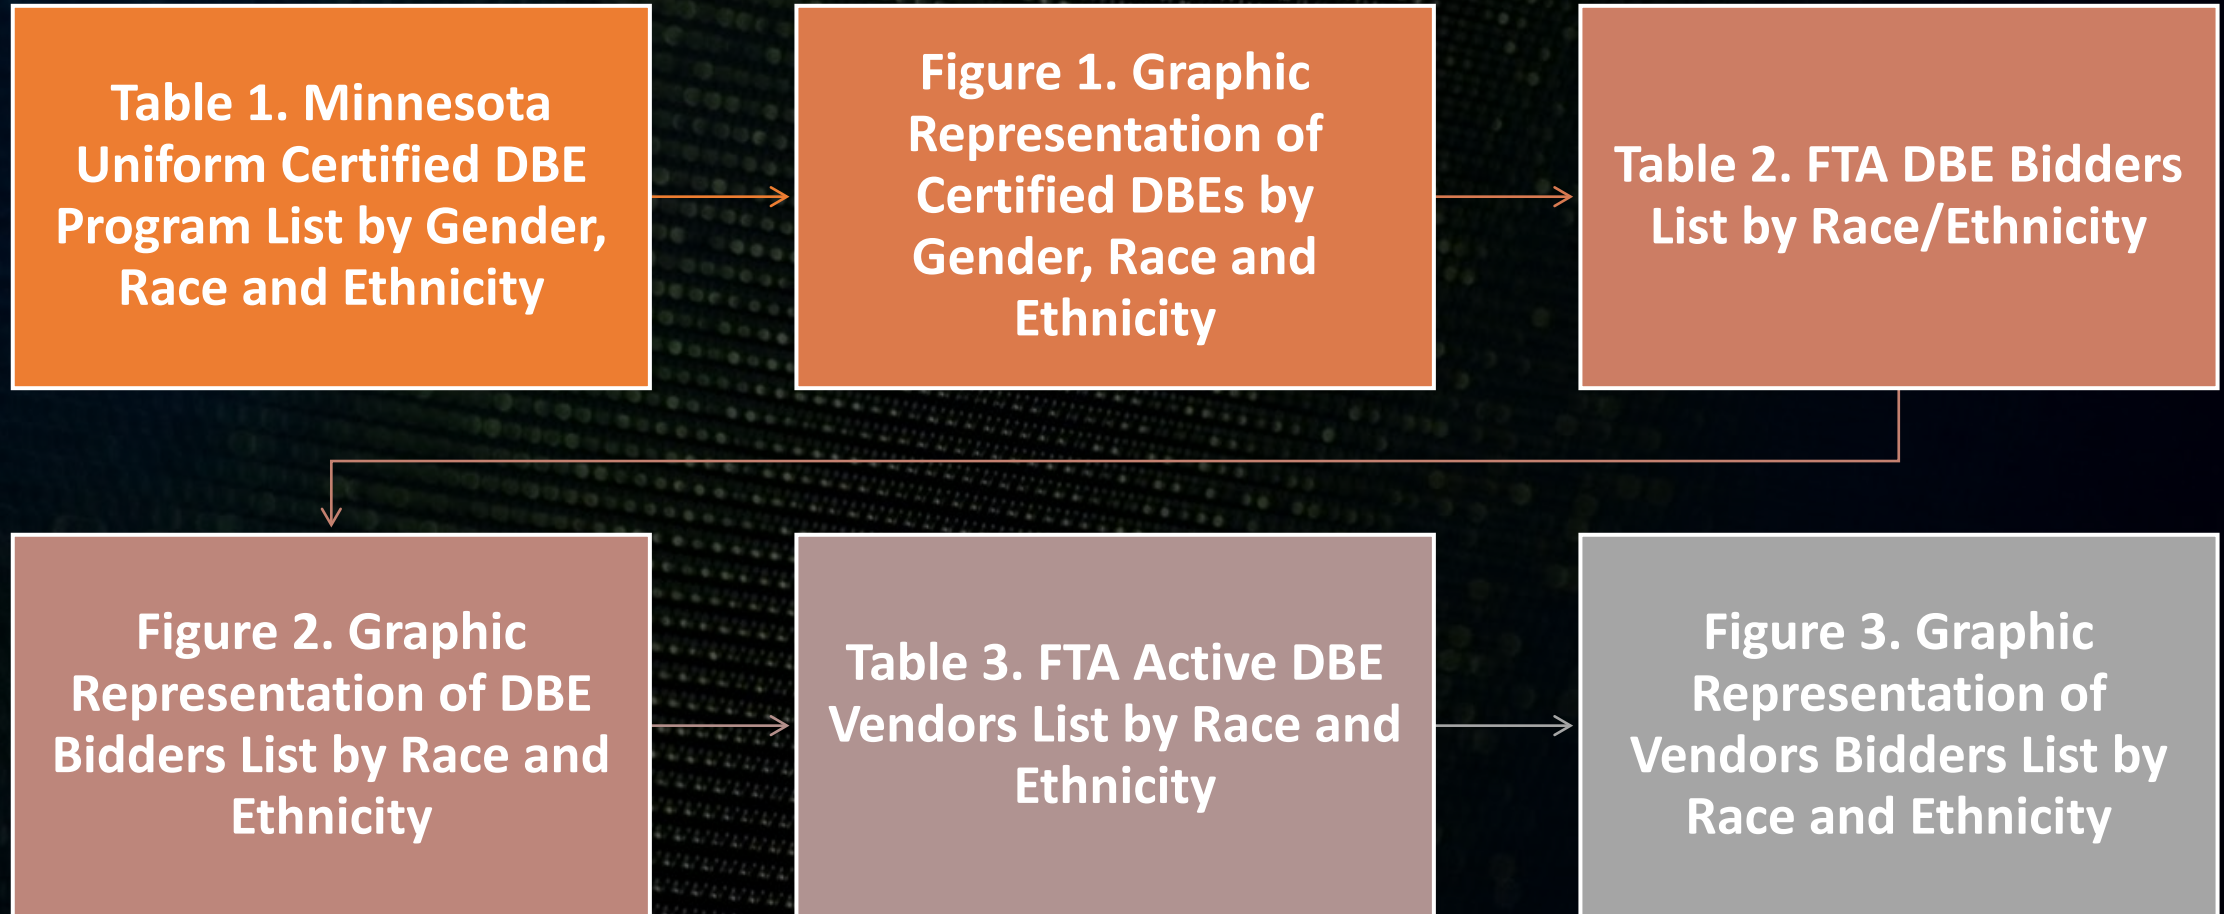 Table 1. Minnesota
Uniform Certified DBE
Program List by Gender,
Race and Ethnicity
Figure 1. Graphic
Representation of
Certified DBEs by
Gender, Race and
Ethnicity
Table 2. FTA DBE Bidders
List by Race/Ethnicity
Figure 2. Graphic
Representation of DBE
Bidders List by Race and
Ethnicity
Table 3. FTA Active DBE
Vendors List by Race and
Ethnicity
Figure 3. Graphic
Representation of
Vendors Bidders List by
Race and Ethnicity